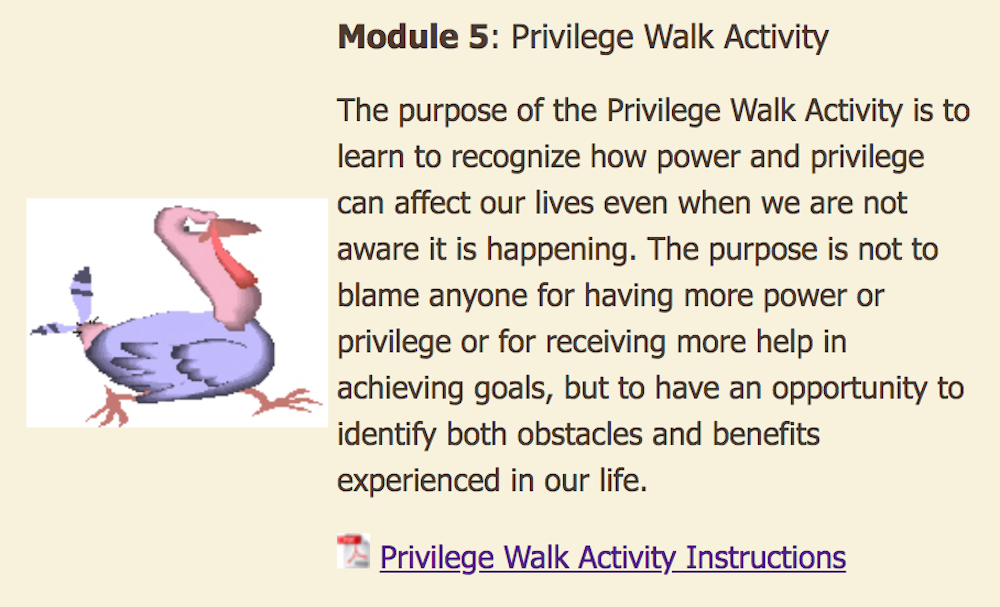 Module 5: Privilege Walk Activity
The purpose of the Privilege Walk Activity is to
learn to recognize how power and privilege
can affect our lives even when we are not
aware it is happening. The purpose is not to
blame anyone for having more power or
privilege or for receiving more help in
achieving goals, but to have an opportunity to
identify both obstacles and benefits
experienced in our life.
Privilege Walk Activity Instructions